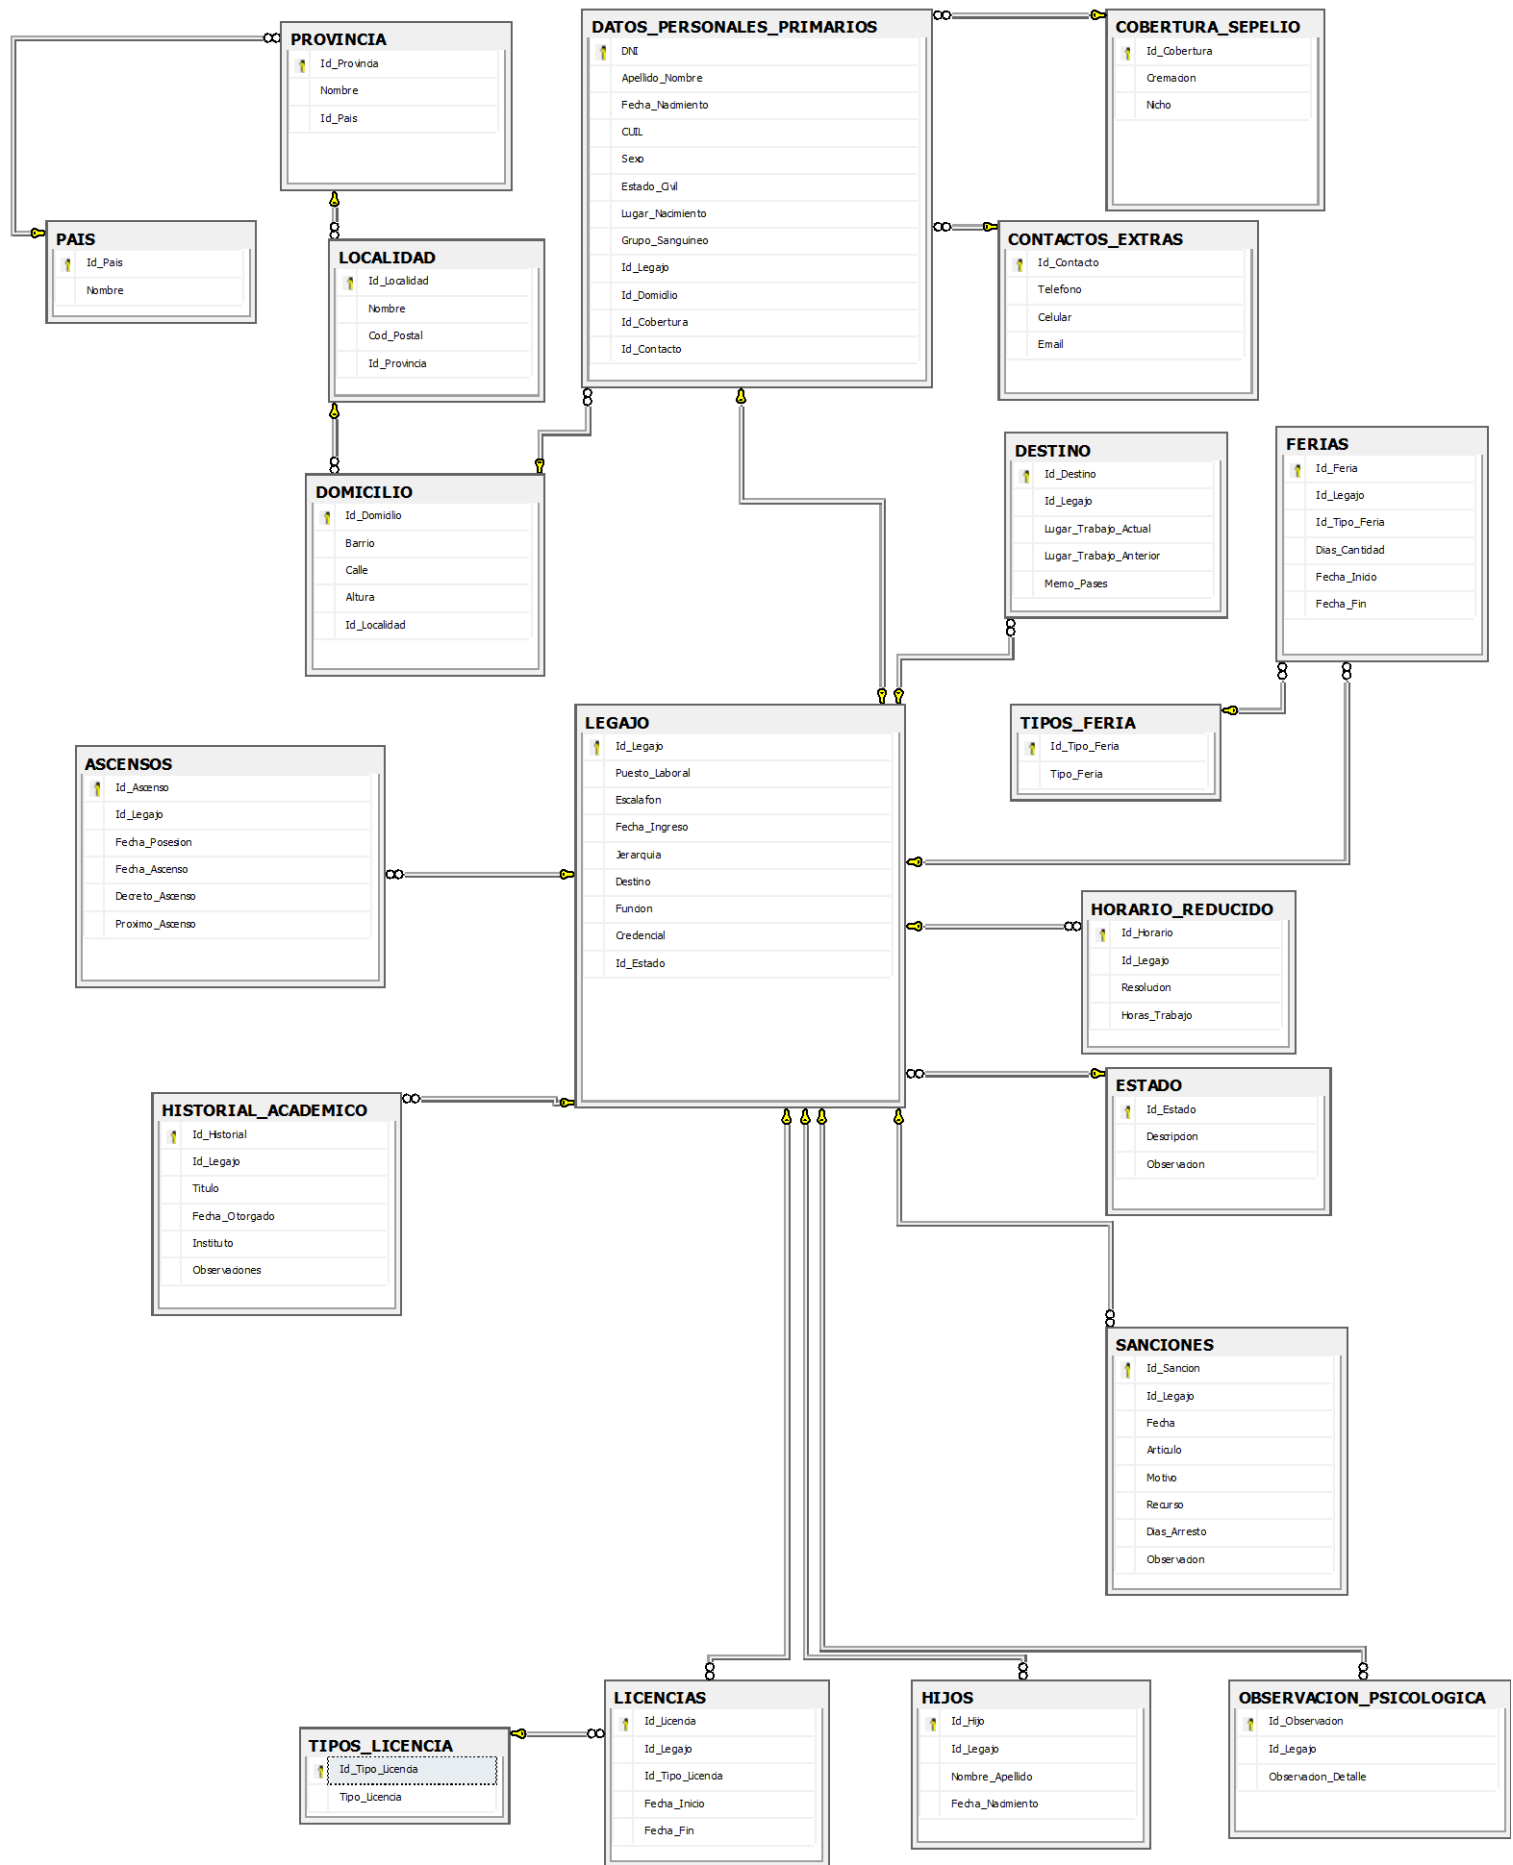 PROVINCIA
Id_Provincia
Nombre
Id_Pais
DATOS_PERSONALES_PRIMARIOS
DNI
Apellido_Nombre
Fecha_Nacimiento
CUIL
Sexo
Estado_Civil
Lugar_Nacimiento
Grupo_Sanguineo
Id_Legajo
Id_Domicilio
Id_Cobertura
Id_Contacto
COBERTURA_SEPELIO
Id_Cobertura
Cremacion
Nicho
PAIS
Id_Pais
Nombre
LOCALIDAD
Id_Localidad
Nombre
Cod_Postal
Id_Provincia
CONTACTOS_EXTRAS
Id_Contacto
Telefono
Celular
Email
DOMICILIO
Id_Domicilio
Barrio
Calle
Altura
Id_Localidad
DESTINO
Id_Destino
Id_Legajo
Lugar_Trabajo_Actual
Lugar_Trabajo_Anterior
Memo_Pases
FERIAS
Id_Feria
Id_Legajo
Id_Tipo_Feria
Dias_Cantidad
Fecha_Inicio
Fecha_Fin
TIPOS_FERIA
Id_Tipo_Feria
Tipo_Feria
LEGAJO
Id_Legajo
Puesto_Laboral
Escalafon
Fecha_Ingreso
Jerarquia
Destino
Funcion
Credencial
Id_Estado
ASCENSOS
Id_Ascenso
Id_Legajo
Fecha_Posesion
Fecha_Ascenso
Decreto_Ascenso
Proximo_Ascenso
HORARIO_REDUCIDO
Id_Horario
Id_Legajo
Resolucion
Horas_Trabajo
HISTORIAL_ACADEMICO
Id_Historial
Id_Legajo
Titulo
Fecha_Otorgado
Instituto
Observaciones
ESTADO
Id_Estado
Descripcion
Observacion
SANCIONES
Id_Sancion
Id_Legajo
Fecha
Articulo
Motivo
Recurso
Dias_Arresto
Observacion
TIPOS_LICENCIA
Id_Tipo_Licencia
Tipo_Licencia
LICENCIAS
Id_Licencia
Id_Legajo
Id_Tipo_Licencia
Fecha_Inicio
Fecha_Fin
HIJOS
Id_Hijo
Id_Legajo
Nombre_Apellido
Fecha_Nacimiento
OBSERVACION_PSICOLOGICA
Id_Observacion
Id_Legajo
Observacion_Detalle